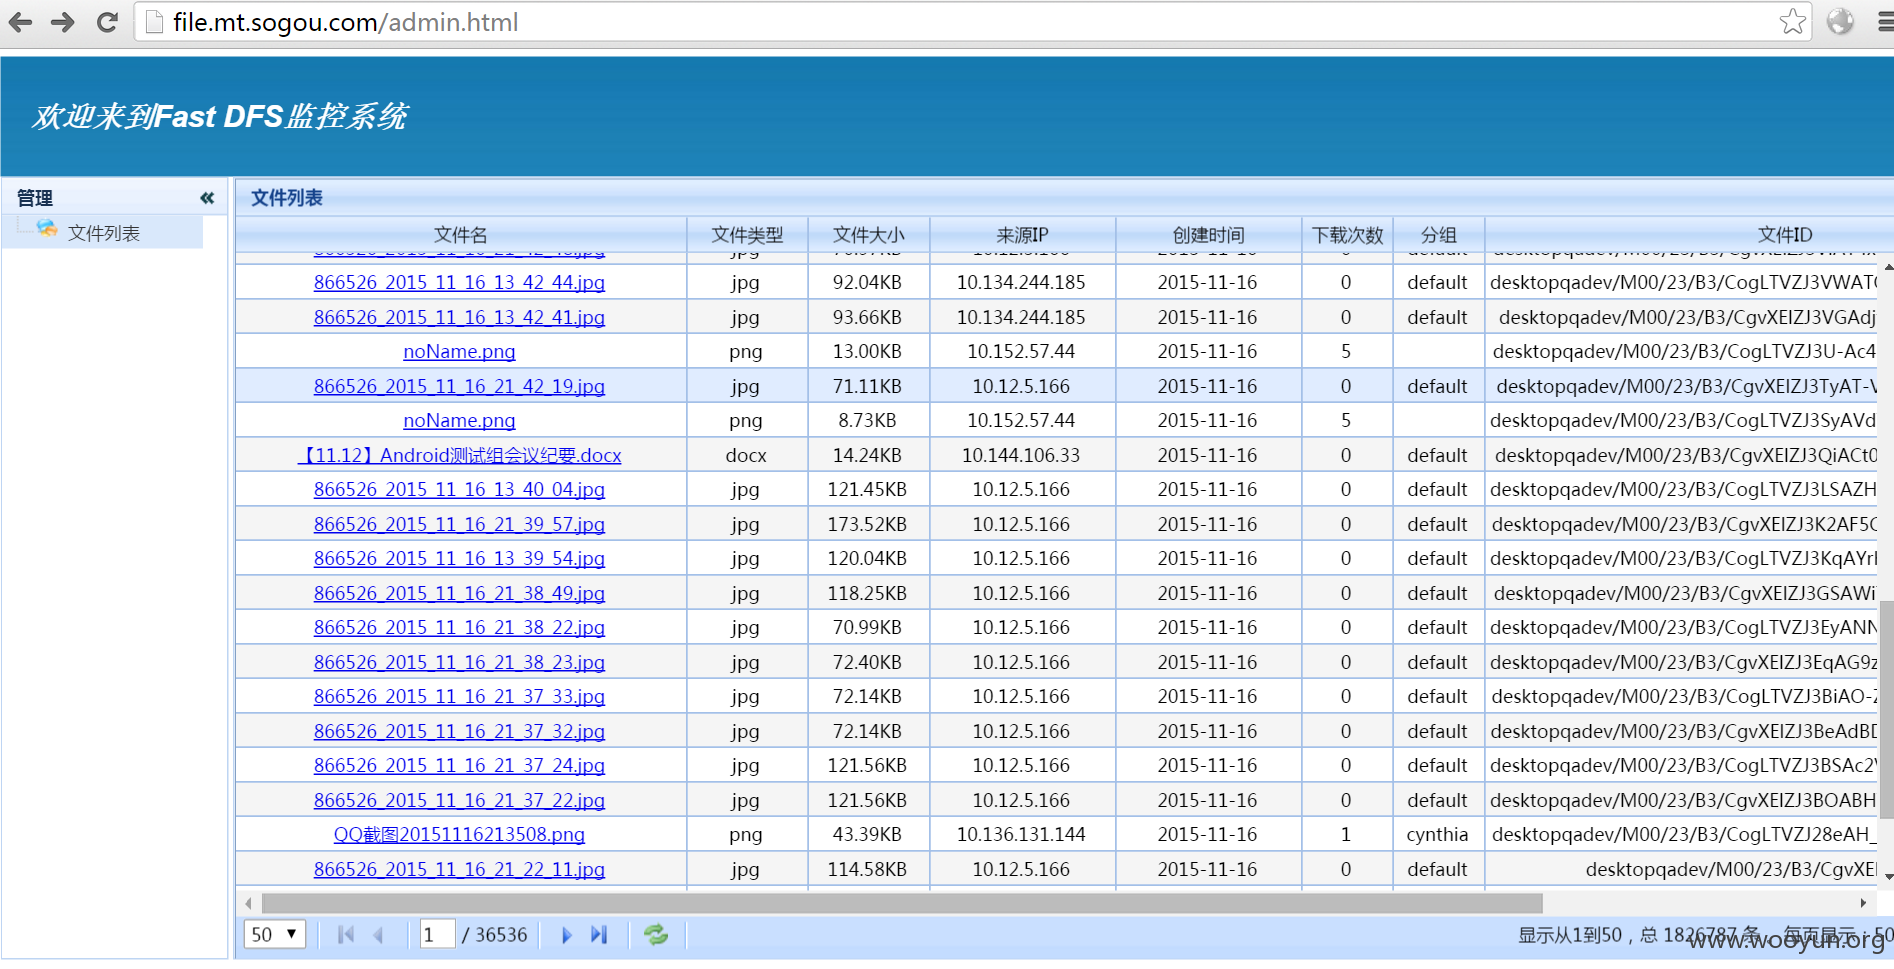 file.mt.sogou.com/admin.html
欢迎来到Fast DFS监控系统
管理
文件列表
文件列表
文件名 文件类型 文件大小 来源IP 创建时间 下载次数 分组 文件ID
866526_2015_11_16_13_42_44.jpg jpg 92.04KB 10.134.244.185 2015-11-16 0 default desktopqadev/M00/23/B3/CogLTVZJ3VWAT
866526_2015_11_16_13_42_41.jpg jpg 93.66KB 10.134.244.185 2015-11-16 0 default desktopqadev/M00/23/B3/CgvXEIZJ3VGAdj
noName.png png 13.00KB 10.152.57.44 2015-11-16 5 desktopqadev/M00/23/B3/CogLTVZJ3U-Ac4
866526_2015_11_16_21_42_19.jpg jpg 71.11KB 10.12.5.166 2015-11-16 0 default desktopqadev/M00/23/B3/CgvXEIZJ3TyAT-V
noName.png png 8.73KB 10.152.57.44 2015-11-16 5 desktopqadev/M00/23/B3/CogLTVZJ3SyAVd
【11.12】Android测试组会议纪要.docx docx 14.24KB 10.144.106.33 2015-11-16 0 default desktopqadev/M00/23/B3/CgvXEIZJ3QiACt0
866526_2015_11_16_13_40_04.jpg jpg 121.45KB 10.12.5.166 2015-11-16 0 default desktopqadev/M00/23/B3/CogLTVZJ3LSAZH
866526_2015_11_16_21_39_57.jpg jpg 173.52KB 10.12.5.166 2015-11-16 0 default desktopqadev/M00/23/B3/CgvXEIZJ3K2AF5C
866526_2015_11_16_13_39_54.jpg jpg 120.04KB 10.12.5.166 2015-11-16 0 default desktopqadev/M00/23/B3/CogLTVZJ3KqAYr
866526_2015_11_16_21_38_49.jpg jpg 118.25KB 10.12.5.166 2015-11-16 0 default desktopqadev/M00/23/B3/CgvXEIZJ3GSAWi
866526_2015_11_16_21_38_22.jpg jpg 70.99KB 10.12.5.166 2015-11-16 0 default desktopqadev/M00/23/B3/CogLTVZJ3EyANN
866526_2015_11_16_21_38_23.jpg jpg 72.40KB 10.12.5.166 2015-11-16 0 default desktopqadev/M00/23/B3/CgvXEIZJ3EqAG9z
866526_2015_11_16_21_37_33.jpg jpg 72.14KB 10.12.5.166 2015-11-16 0 default desktopqadev/M00/23/B3/CogLTVZJ3BiAO-Z
866526_2015_11_16_21_37_32.jpg jpg 72.14KB 10.12.5.166 2015-11-16 0 default desktopqadev/M00/23/B3/CgvXEIZJ3BeAdBD
866526_2015_11_16_21_37_24.jpg jpg 121.56KB 10.12.5.166 2015-11-16 0 default desktopqadev/M00/23/B3/CogLTVZJ3BSAc2
866526_2015_11_16_21_37_22.jpg jpg 121.56KB 10.12.5.166 2015-11-16 0 default desktopqadev/M00/23/B3/CgvXEIZJ3BOABH
QQ截图20151116213508.png png 43.39KB 10.136.131.144 2015-11-16 1 cynthia desktopqadev/M00/23/B3/CogLTVZJ28eAH_
866526_2015_11_16_21_22_11.jpg jpg 114.58KB 10.12.5.166 2015-11-16 0 default desktopqadev/M00/23/B3/CgvXEI
50 1 / 36536 显示从1到50，总 1826787 条 。每页显示：50
www.wooyun.org